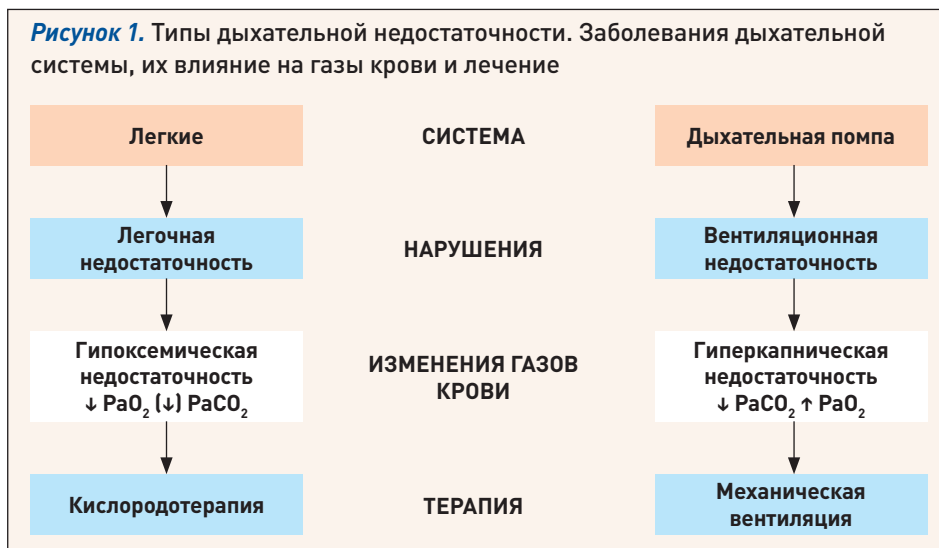 Рисунок 1. Типы дыхательной недостаточности. Заболевания дыхательной
системы, их влияние на газы крови и лечение
Легкие
СИСТЕМА
Дыхательная помпа
Легочная
недостаточность
НАРУШЕНИЯ
Вентиляционная
недостаточность
Гипоксемическая
недостаточность
↓ PaO₂ (↓) PaCO₂
ИЗМЕНЕНИЯ ГАЗОВ
КРОВИ
Гиперкапническая
недостаточность
↓ PaCO₂ ↑ PaO₂
Кислородотерапия
ТЕРАПИЯ
Механическая
вентиляция